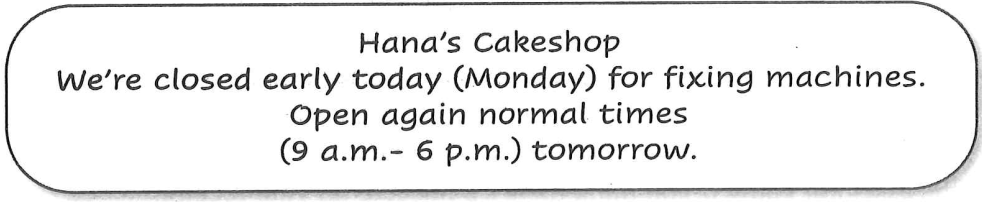 Hana's Cakeshop
We're closed early today (Monday) for fixing machines.
Open again normal times
(9 a.m.- 6 p.m.) tomorrow.